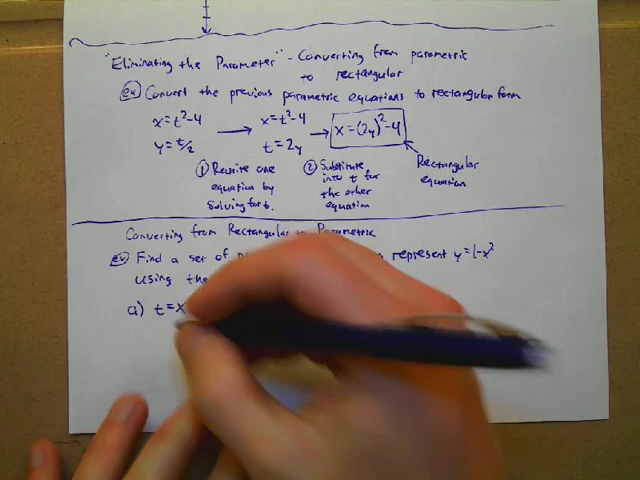 "Eliminating the Parameter" - Converting from parametric
to rectangular
ex Convert the previous parametric equations to rectangular form
x=t²-4 → x=t²-4 → x=(2y)²-4
y=t/2 t=2y
① Rewrite one
equation by
solving for t.
② Substitute
into t for
the other
equation
Rectangular
equation
Converting from Rectangular to Parametric
ex Find a set of represent y=1-x²
using the
a) t=x